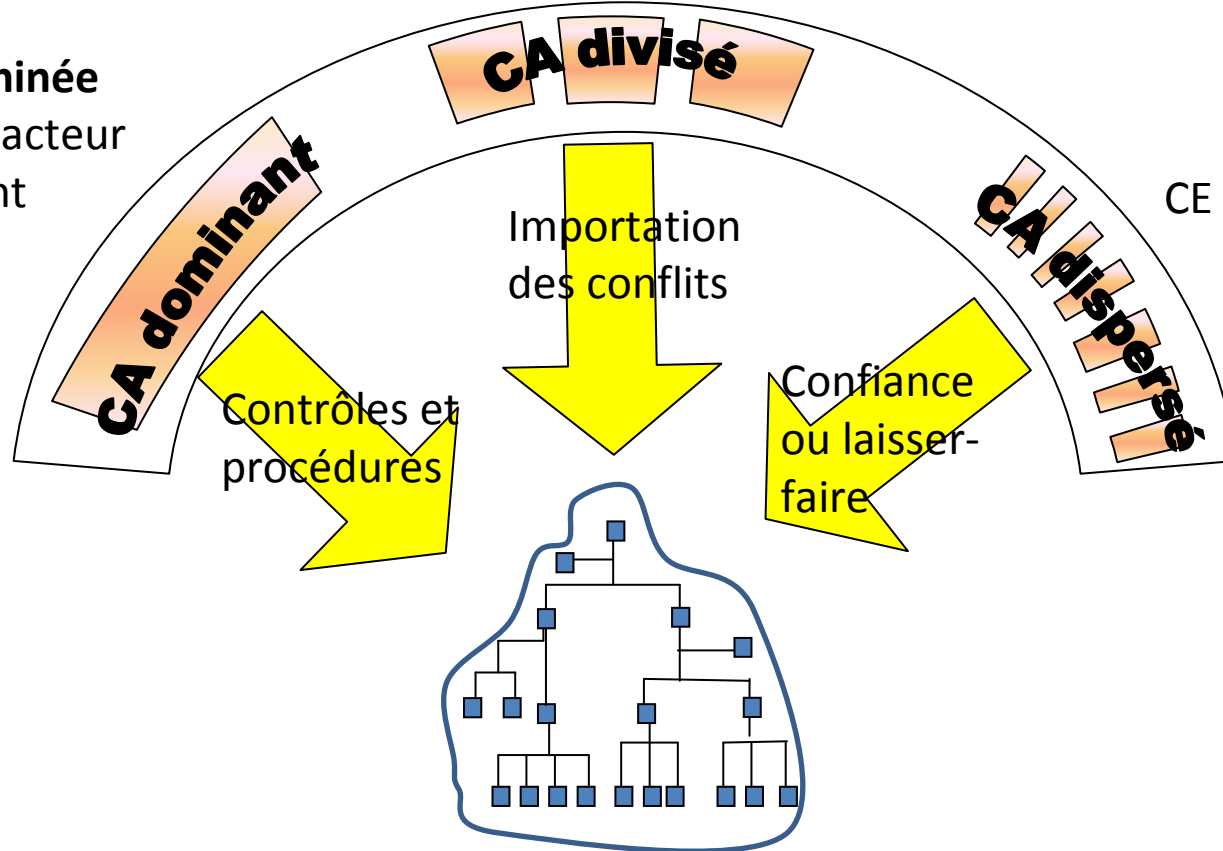 minée
acteur
nt
CA dominant
CA divisé
CA dispersé
CE
Importation
des conflits
Contrôles et
procédures
Confiance
ou laisser-
faire